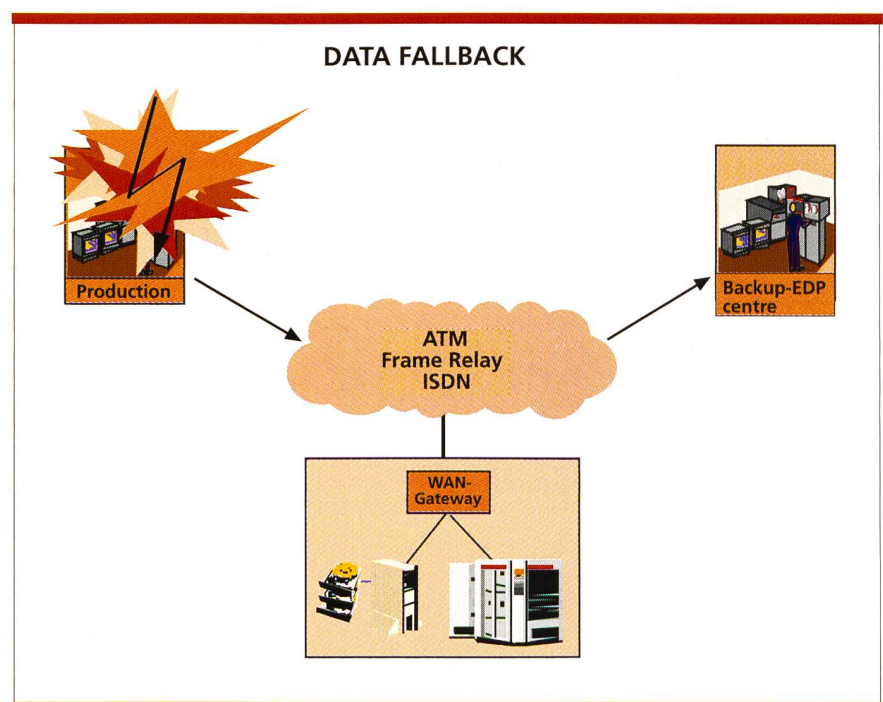 DATA FALLBACK
Production
Backup-EDP
centre
ATM
Frame Relay
ISDN
WAN-
Gateway